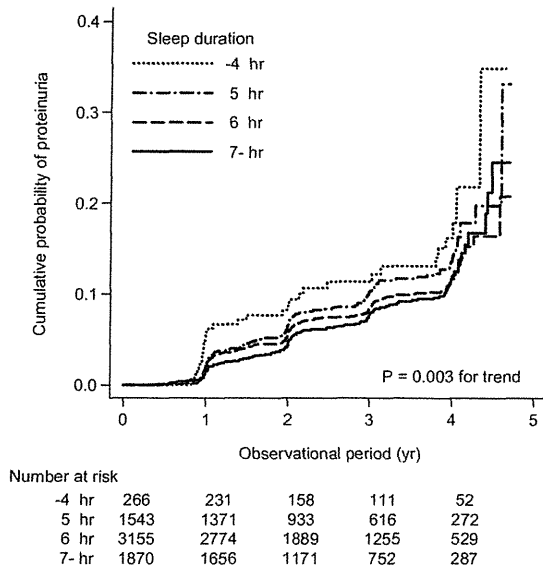 Cumulative probability of proteinuria
0.4
0.3
0.2
0.1
0.0
Sleep duration
-4 hr
5 hr
6 hr
7- hr
P = 0.003 for trend
0 1 2 3 4 5
Observational period (yr)
Number at risk
-4 hr 266 231 158 111 52
5 hr 1543 1371 933 616 272
6 hr 3155 2774 1889 1255 529
7- hr 1870 1656 1171 752 287